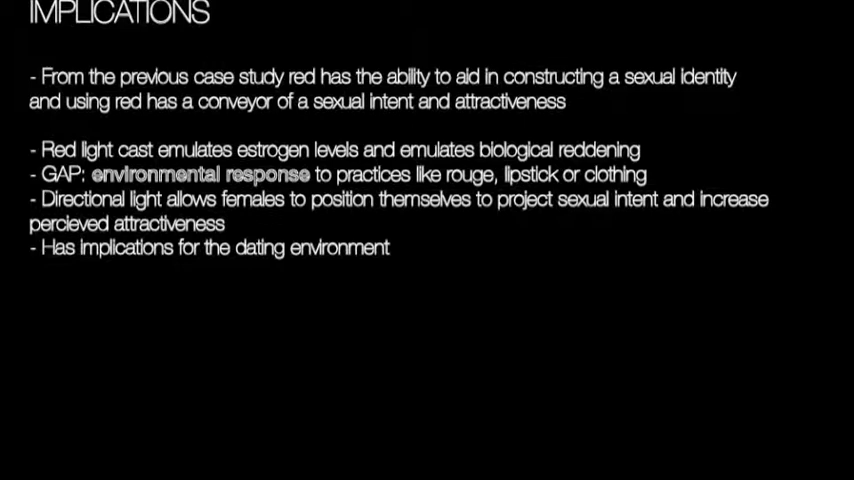 IMPLICATIONS
- From the previous case study red has the ability to aid in constructing a sexual identity
and using red has a conveyor of a sexual intent and attractiveness
- Red light cast emulates estrogen levels and emulates biological reddening
- GAP: environmental response to practices like rouge, lipstick or clothing
- Directional light allows females to position themselves to project sexual intent and increase
percieved attractiveness
- Has implications for the dating environment